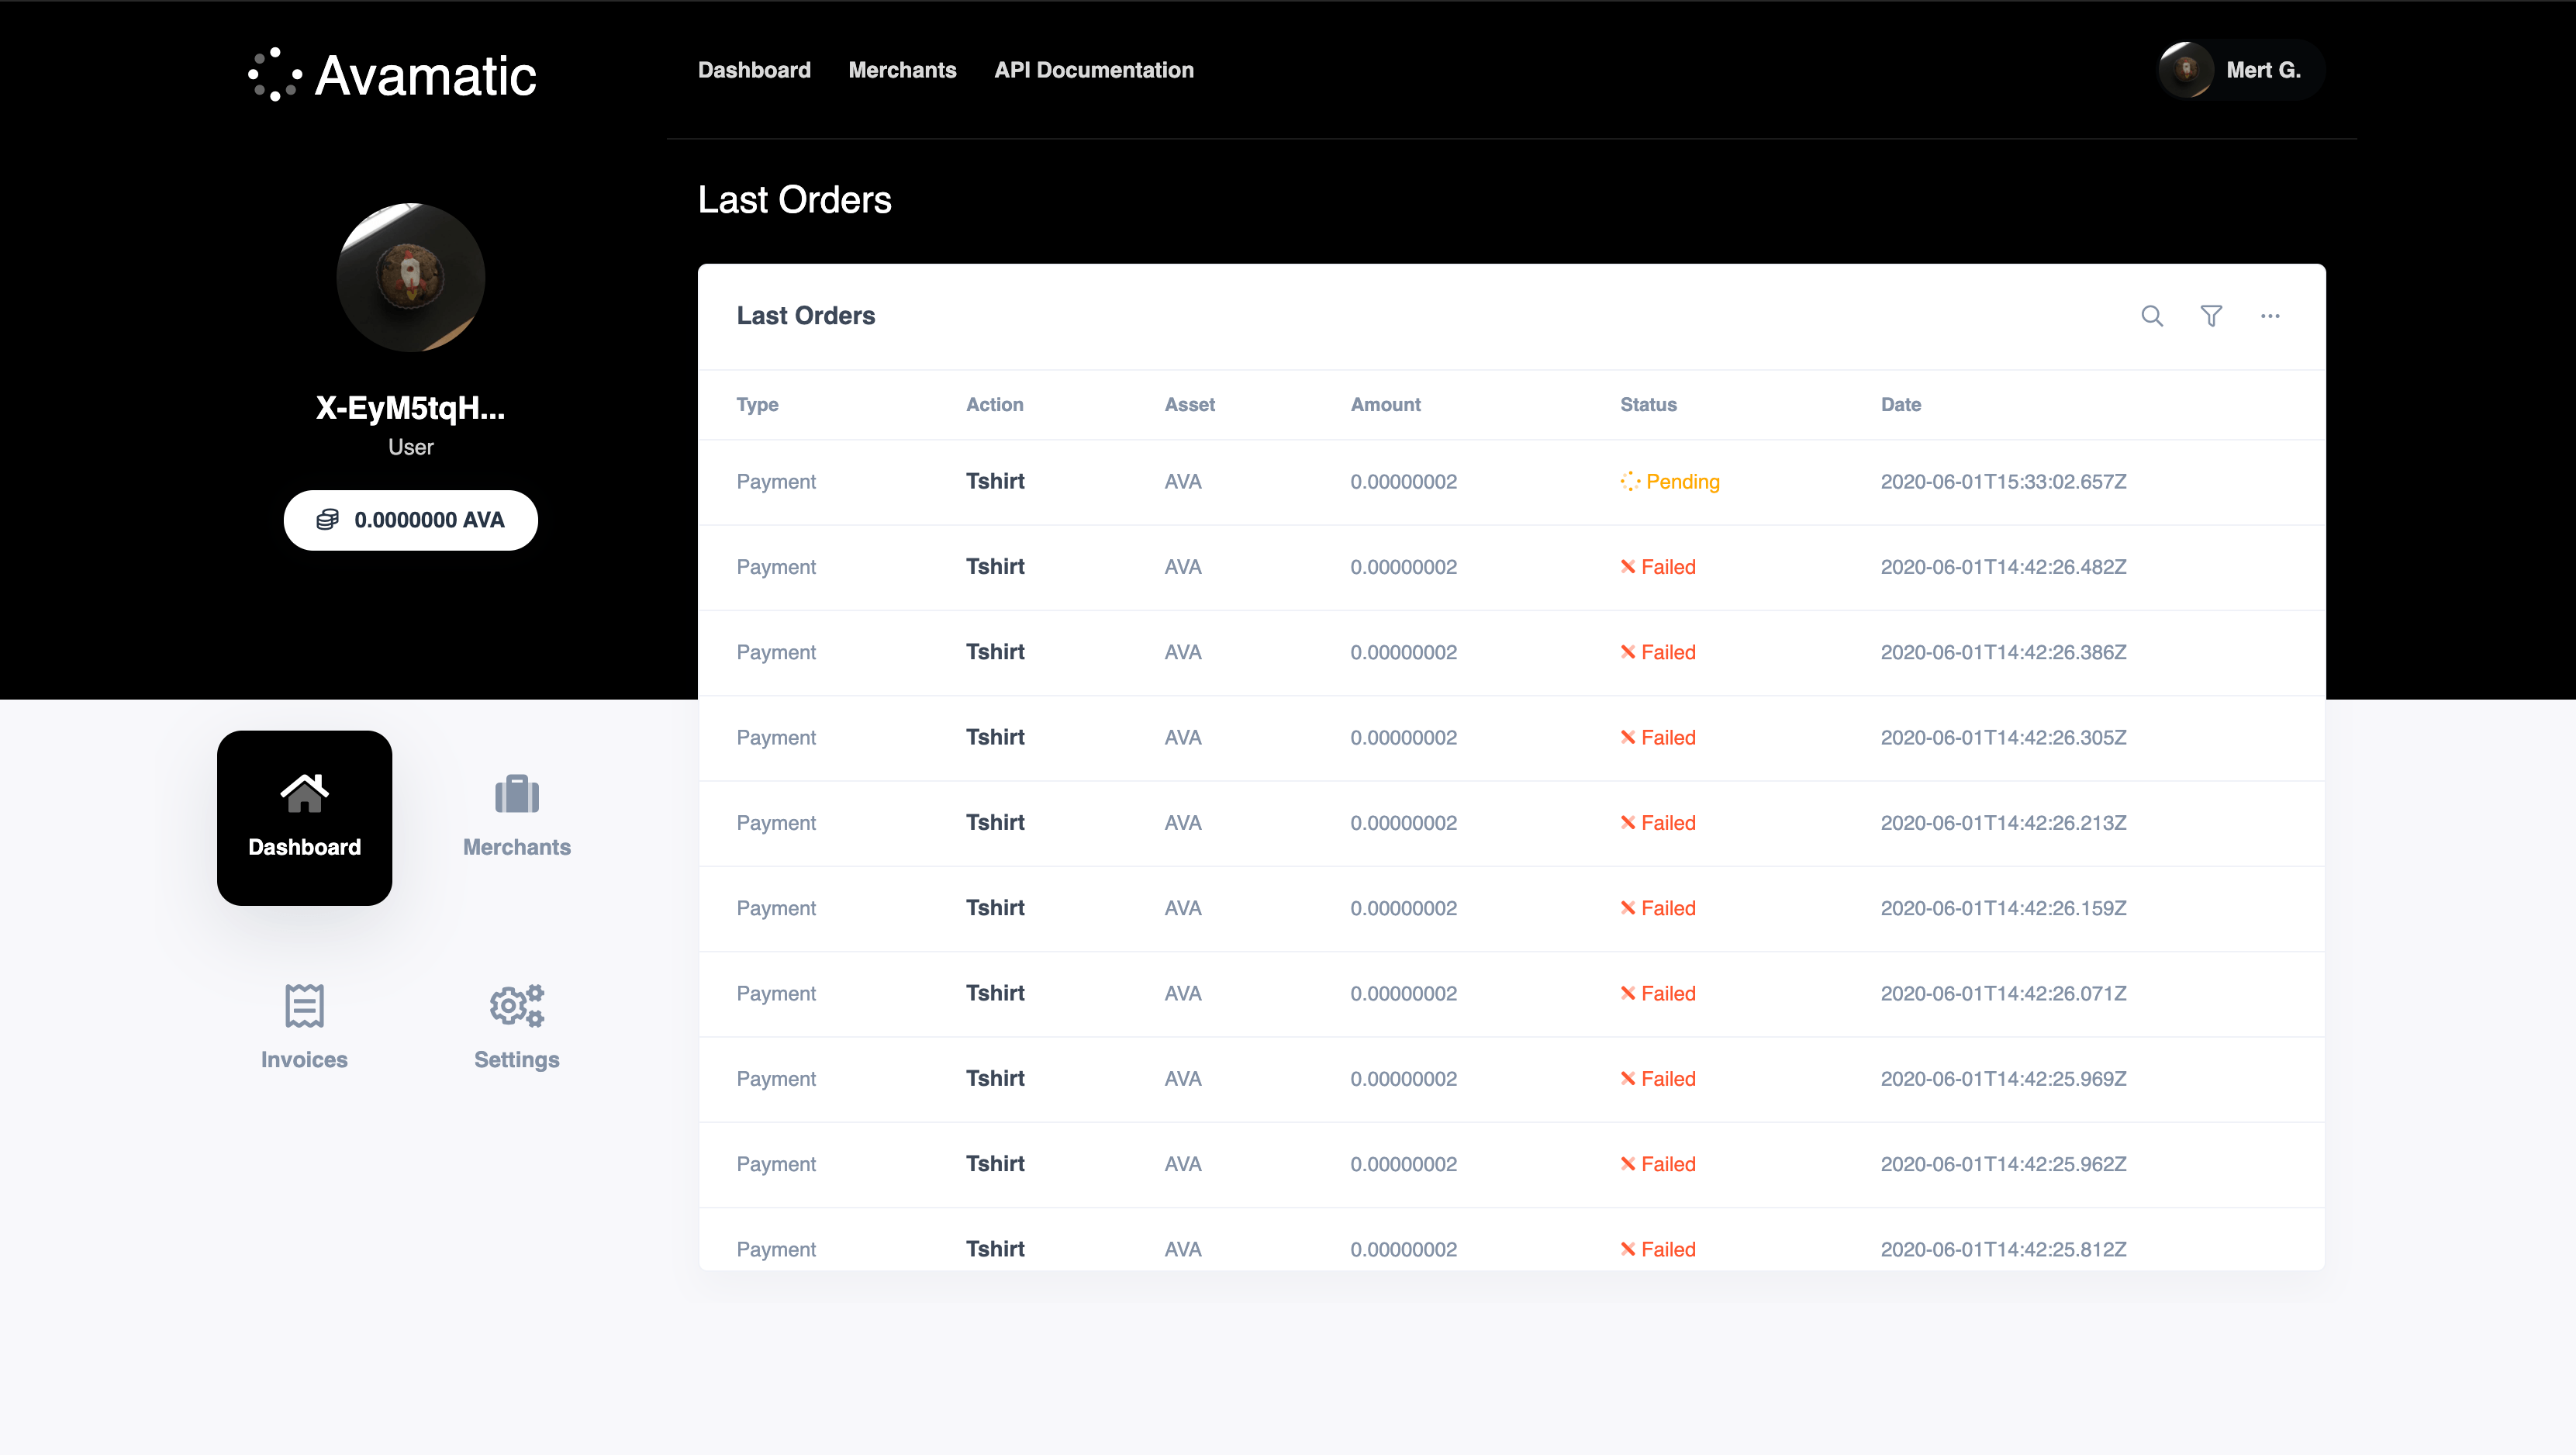 Avamatic
Dashboard Merchants API Documentation
Mert G.
X-EyM5tqH...
User
0.0000000 AVA
Dashboard
Merchants
Invoices
Settings
Last Orders
Last Orders
Type Action Asset Amount Status Date
Payment Tshirt AVA 0.00000002 Pending 2020-06-01T15:33:02.657Z
Payment Tshirt AVA 0.00000002 Failed 2020-06-01T14:42:26.482Z
Payment Tshirt AVA 0.00000002 Failed 2020-06-01T14:42:26.386Z
Payment Tshirt AVA 0.00000002 Failed 2020-06-01T14:42:26.305Z
Payment Tshirt AVA 0.00000002 Failed 2020-06-01T14:42:26.213Z
Payment Tshirt AVA 0.00000002 Failed 2020-06-01T14:42:26.159Z
Payment Tshirt AVA 0.00000002 Failed 2020-06-01T14:42:26.071Z
Payment Tshirt AVA 0.00000002 Failed 2020-06-01T14:42:25.969Z
Payment Tshirt AVA 0.00000002 Failed 2020-06-01T14:42:25.962Z
Payment Tshirt AVA 0.00000002 Failed 2020-06-01T14:42:25.812Z